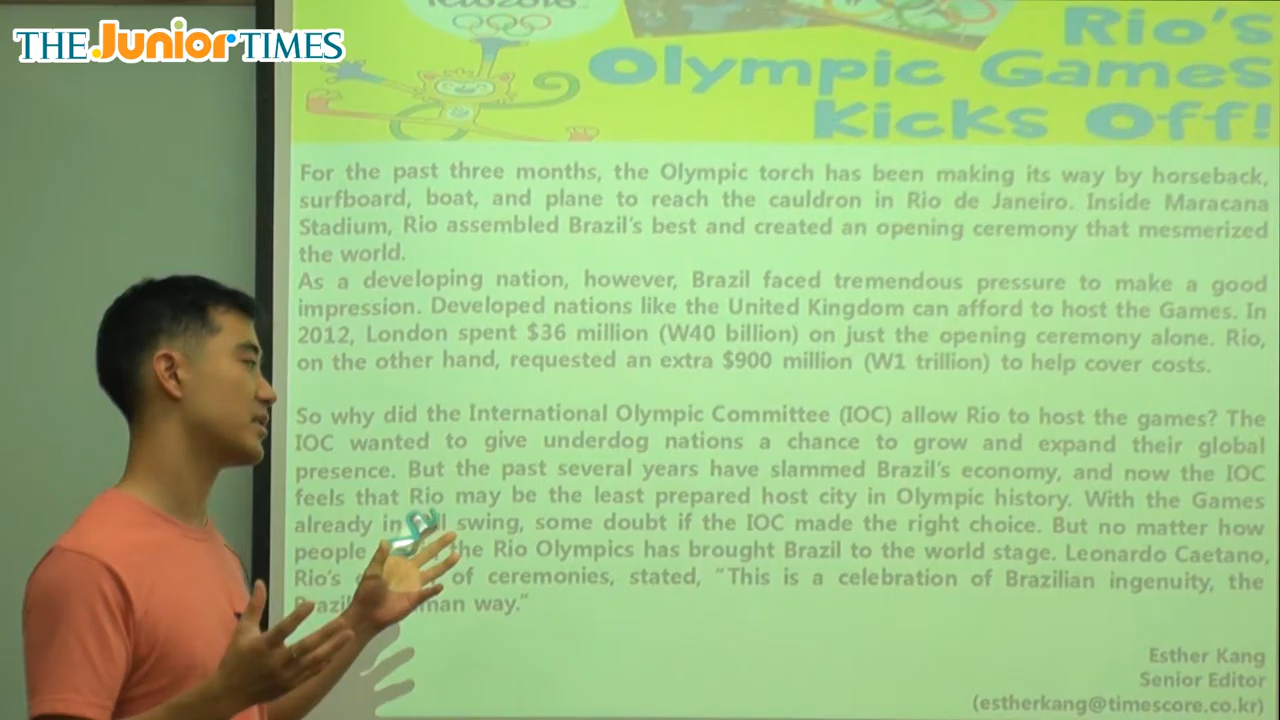 THE Junior TIMES
RIO2016
Rio's
Olympic Games
Kicks Off!
For the past three months, the Olympic torch has been making its way by horseback,
surfboard, boat, and plane to reach the cauldron in Rio de Janeiro. Inside Maracana
Stadium, Rio assembled Brazil's best and created an opening ceremony that mesmerized
the world.
As a developing nation, however, Brazil faced tremendous pressure to make a good
impression. Developed nations like the United Kingdom can afford to host the Games. In
2012, London spent $36 million (W40 billion) on just the opening ceremony alone. Rio,
on the other hand, requested an extra $900 million (W1 trillion) to help cover costs.
So why did the International Olympic Committee (IOC) allow Rio to host the games? The
IOC wanted to give underdog nations a chance to grow and expand their global
presence. But the past several years have slammed Brazil's economy, and now the IOC
feels that Rio may be the least prepared host city in Olympic history. With the Games
already in swing, some doubt if the IOC made the right choice. But no matter how
people the Rio Olympics has brought Brazil to the world stage. Leonardo Caetano,
Rio's of ceremonies, stated, "This is a celebration of Brazilian ingenuity, the
way."
Esther Kang
Senior Editor
(estherkang@timescore.co.kr)